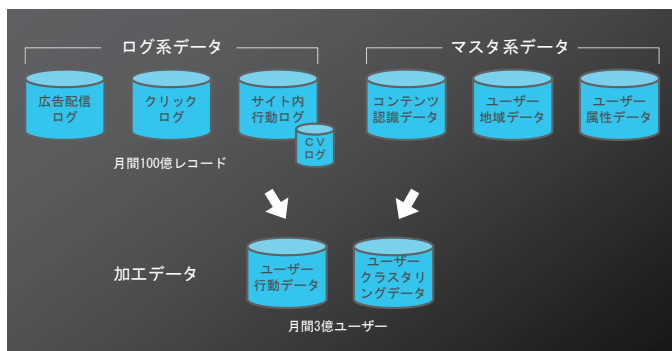 ログ系データ
マスタ系データ
広告配信
ログ
クリック
ログ
サイト内
行動ログ
CV
ログ
コンテンツ
認識データ
ユーザー
地域データ
ユーザー
属性データ
月間100億レコード
加工データ
ユーザー
行動データ
ユーザー
クラスタリ
ングデータ
月間3億ユーザー